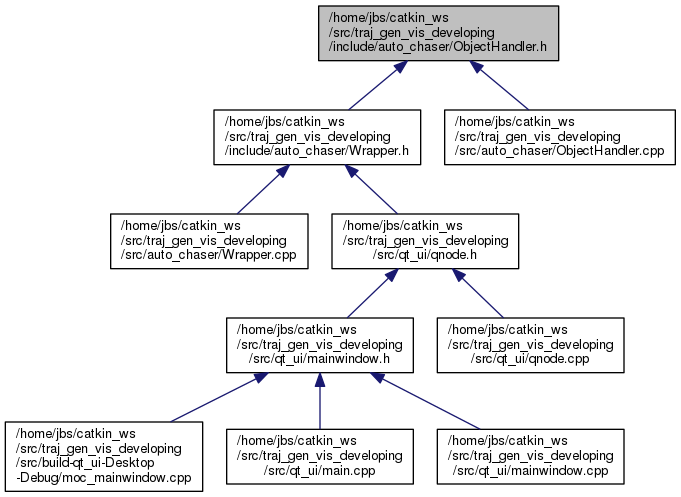 /home/jbs/catkin_ws
/src/traj_gen_vis_developing
/include/auto_chaser/ObjectHandler.h
/home/jbs/catkin_ws
/src/traj_gen_vis_developing
/include/auto_chaser/Wrapper.h
/home/jbs/catkin_ws
/src/traj_gen_vis_developing
/src/auto_chaser/ObjectHandler.cpp
/home/jbs/catkin_ws
/src/traj_gen_vis_developing
/src/auto_chaser/Wrapper.cpp
/home/jbs/catkin_ws
/src/traj_gen_vis_developing
/src/qt_ui/qnode.h
/home/jbs/catkin_ws
/src/traj_gen_vis_developing
/src/qt_ui/mainwindow.h
/home/jbs/catkin_ws
/src/traj_gen_vis_developing
/src/qt_ui/qnode.cpp
/home/jbs/catkin_ws
/src/traj_gen_vis_developing
/src/build-qt_ui-Desktop
-Debug/moc_mainwindow.cpp
/home/jbs/catkin_ws
/src/traj_gen_vis_developing
/src/qt_ui/main.cpp
/home/jbs/catkin_ws
/src/traj_gen_vis_developing
/src/qt_ui/mainwindow.cpp